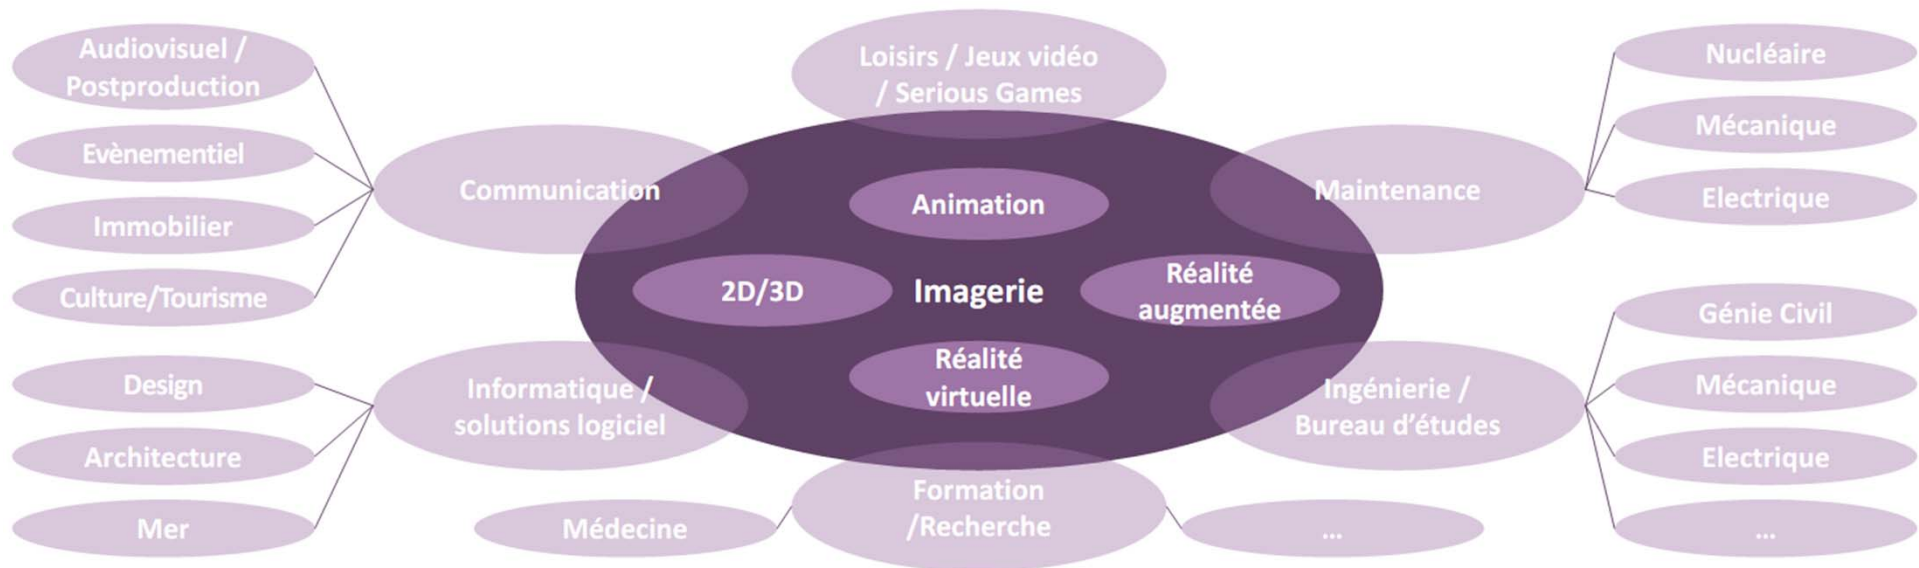 Audiovisuel /
Postproduction
Evènementiel
Immobilier
Culture/Tourisme
Design
Architecture
Mer
Communication
Informatique /
solutions logiciel
Loisirs / Jeux vidéo
/ Serious Games
Animation
2D/3D
Imagerie
Réalité
augmentée
Réalité
virtuelle
Formation
/Recherche
Médecine
...
Maintenance
Ingénierie /
Bureau d'études
Nucléaire
Mécanique
Electrique
Génie Civil
Mécanique
Electrique
...